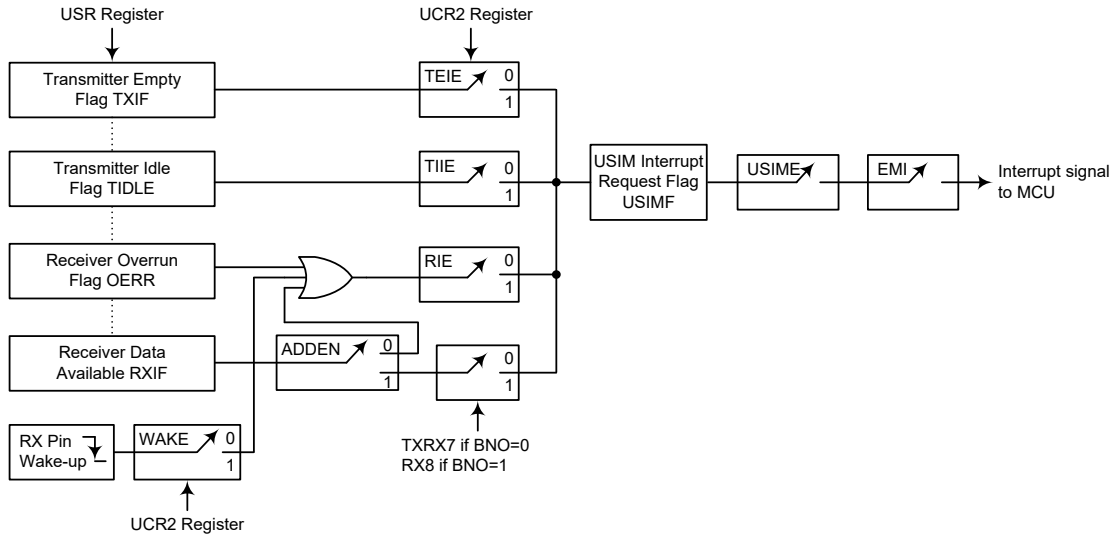 USR Register
UCR2 Register
Transmitter Empty
Flag TXIF
TEIE
0
1
Transmitter Idle
Flag TIDLE
TIIE
0
1
USIM Interrupt
Request Flag
USIMF
USIME
EMI
Interrupt signal
to MCU
Receiver Overrun
Flag OERR
RIE
0
1
Receiver Data
Available RXIF
ADDEN
0
1
0
1
RX Pin
Wake-up
WAKE
0
1
TXRX7 if BNO=0
RX8 if BNO=1
UCR2 Register